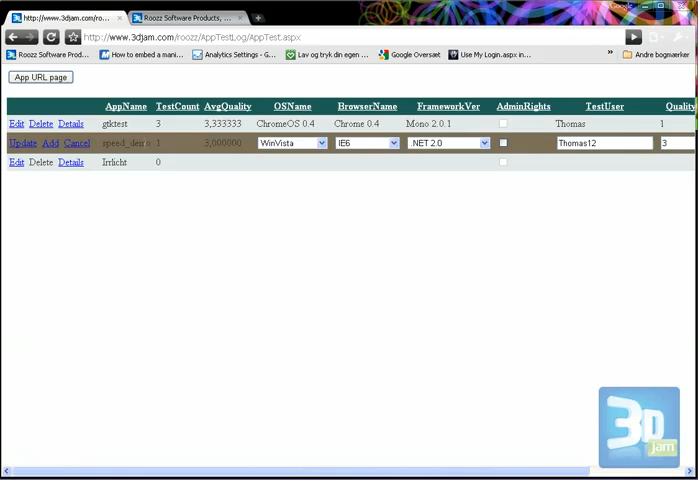 Google
http://www.3djam.com/ro...
Roozz Software Products, ...
http://www.3djam.com/roozz/AppTestLog/AppTest.aspx
Roozz Software Prod...
How to embed a mani...
Analytics Settings - G...
Lav og tryk din egen ...
Google Oversæt
Use My Login.aspx in...
»
Andre bogmærker
App URL page
AppName TestCount AvgQuality OSName BrowserName FrameworkVer AdminRights TestUser Quality
Edit Delete Details gtktest 3 3,333333 ChromeOS 0.4 Chrome 0.4 Mono 2.0.1 Thomas 1
Update Add Cancel speed_demo 1 3,000000 WinVista IE6 .NET 2.0 Thomas12 3
Edit Delete Details Irrlicht 0
3D
jam